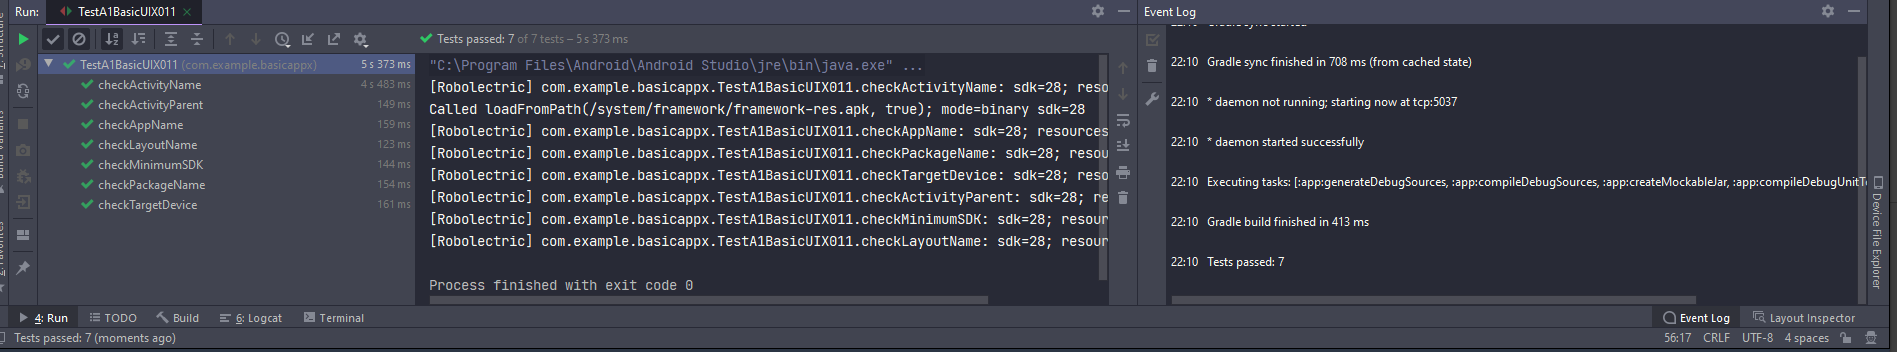 Run: TestA1BasicUIX011
Event Log
Tests passed: 7 of 7 tests – 5 s 373 ms
TestA1BasicUIX011 (com.example.basicappx) 5 s 373 ms
checkActivityName 4 s 483 ms
checkActivityParent 149 ms
checkAppName 159 ms
checkLayoutName 123 ms
checkMinimumSDK 144 ms
checkPackageName 154 ms
checkTargetDevice 161 ms
"C:\Program Files\Android\Android Studio\jre\bin\java.exe" ...
[Robolectric] com.example.basicappx.TestA1BasicUIX011.checkActivityName: sdk=28; reso
Called loadFromPath(/system/framework/framework-res.apk, true); mode=binary sdk=28
[Robolectric] com.example.basicappx.TestA1BasicUIX011.checkAppName: sdk=28; resources
[Robolectric] com.example.basicappx.TestA1BasicUIX011.checkPackageName: sdk=28; resou
[Robolectric] com.example.basicappx.TestA1BasicUIX011.checkTargetDevice: sdk=28; reso
[Robolectric] com.example.basicappx.TestA1BasicUIX011.checkActivityParent: sdk=28; re
[Robolectric] com.example.basicappx.TestA1BasicUIX011.checkMinimumSDK: sdk=28; resour
[Robolectric] com.example.basicappx.TestA1BasicUIX011.checkLayoutName: sdk=28; resour
Process finished with exit code 0
22:10 Gradle sync finished in 708 ms (from cached state)
22:10 * daemon not running; starting now at tcp:5037
22:10 * daemon started successfully
22:10 Executing tasks: [:app:generateDebugSources, :app:compileDebugSources, :app:createMockableJar, :app:compileDebugUnitTe
22:10 Gradle build finished in 413 ms
22:10 Tests passed: 7
Device File Explorer
4: Run TODO Build 6: Logcat Terminal
Event Log Layout Inspector
Tests passed: 7 (moments ago)
56:17 CRLF UTF-8 4 spaces